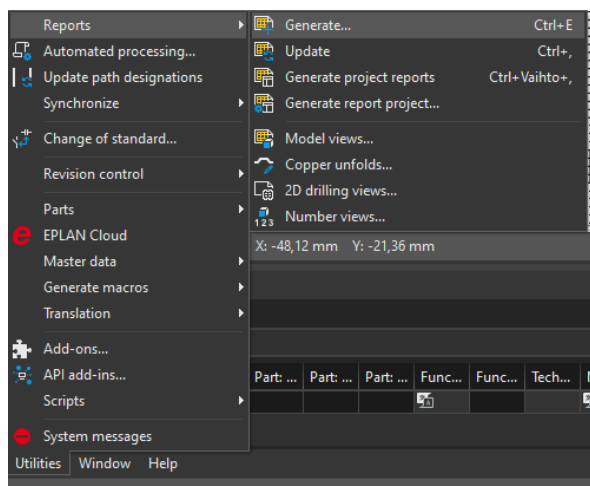 Reports
Automated processing...
Update path designations
Synchronize
Change of standard...
Revision control
Parts
EPLAN Cloud
Master data
Generate macros
Translation
Add-ons...
API add-ins...
Scripts
System messages
Utilities Window Help
Generate... Ctrl+E
Update Ctrl+,
Generate project reports Ctrl+Vaihto+,
Generate report project...
Model views...
Copper unfolds...
2D drilling views...
123 Number views...
X: -48,12 mm Y: -21,36 mm
Part: ... Part: ... Part: ... Func... Func... Tech...